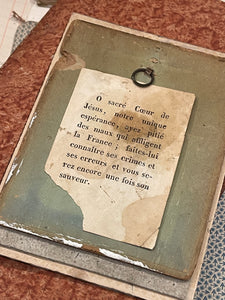 O sacré Cœur de
Jésus, notre unique
espérance, ayez pitié
des maux qui affligent
la France ; faites-lui
connaître ses crimes et
ses erreurs et vous se-
rez encore une fois son
sauveur.